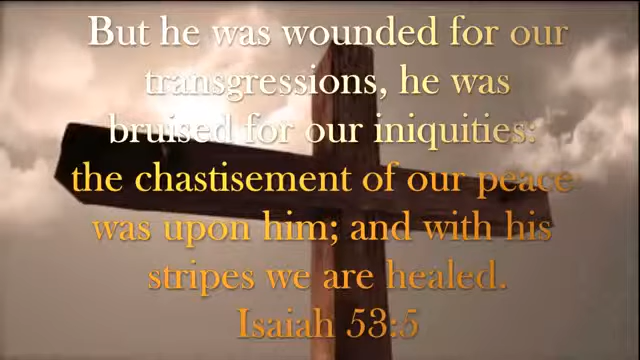 But he was wounded for our
transgressions, he was
bruised for our iniquities:
the chastisement of our peace
was upon him; and with his
stripes we are healed.
Isaiah 53:5